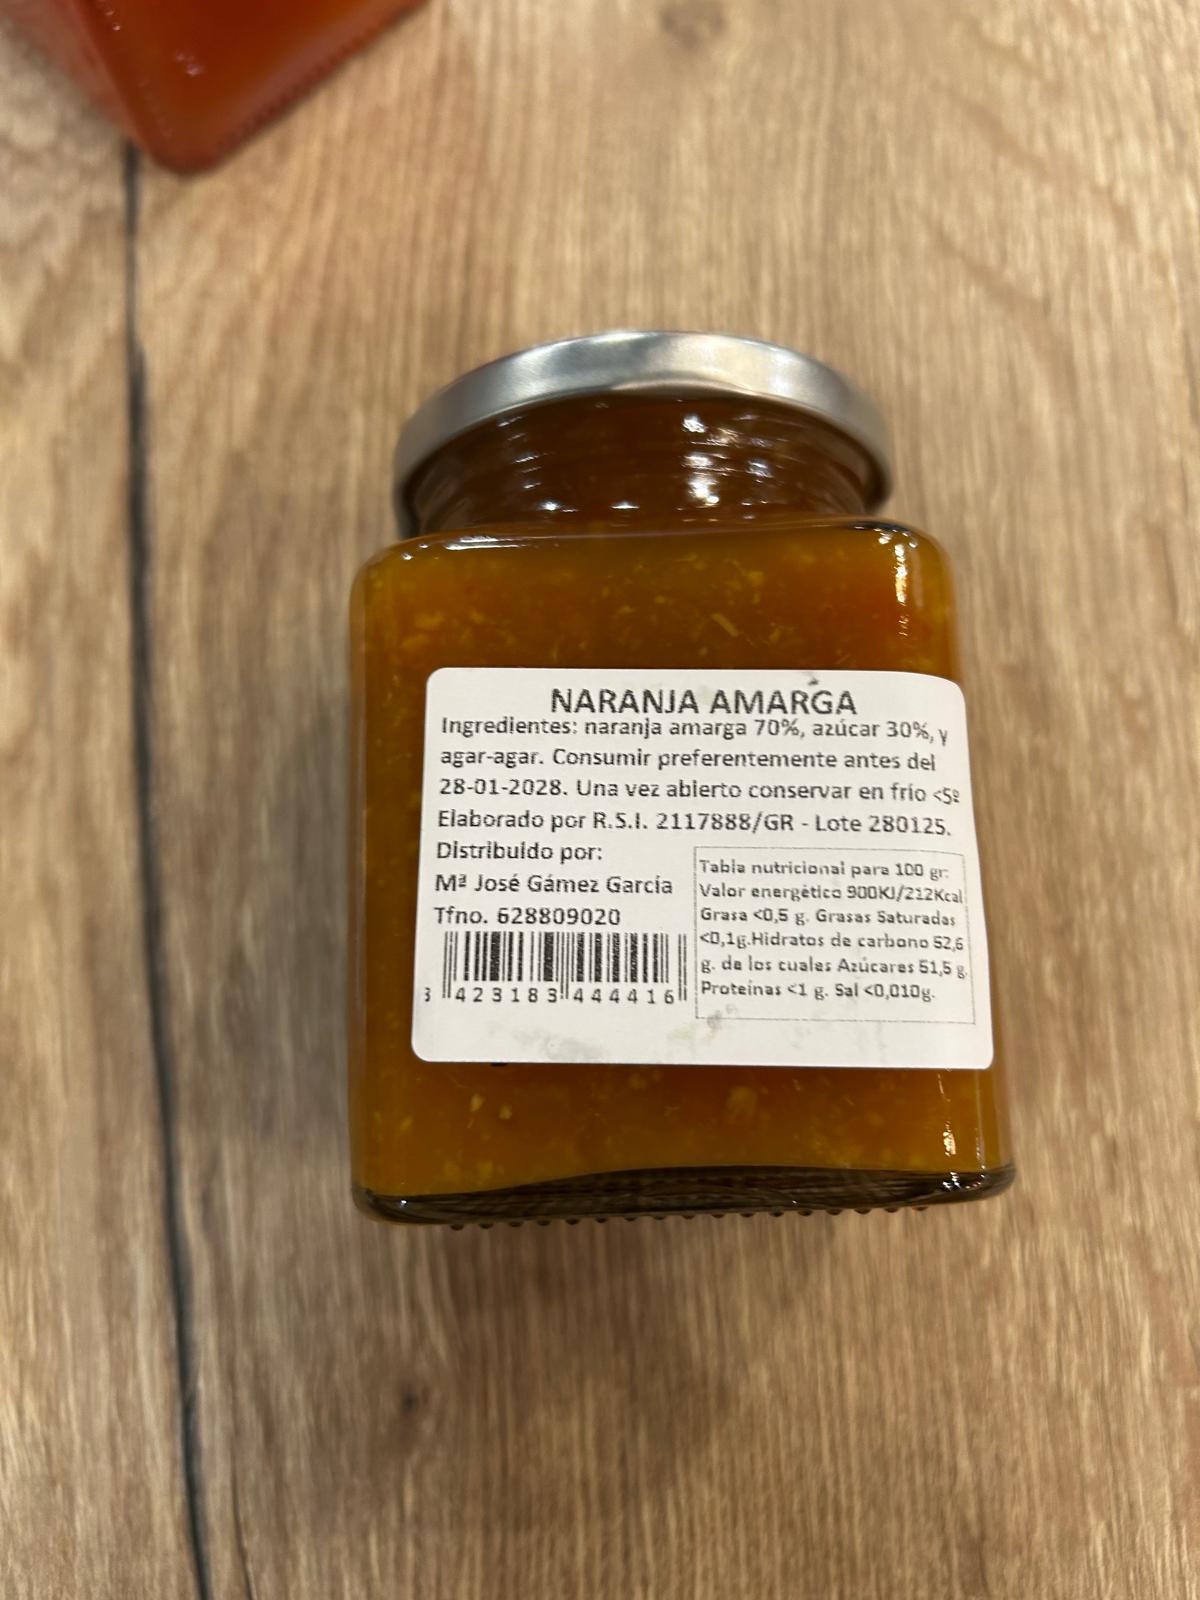 NARANJA AMARGA
Ingredientes: naranja amarga 70%, azúcar 30%, y
agar-agar. Consumir preferentemente antes del
28-01-2028. Una vez abierto conservar en frío <5º
Elaborado por R.S.I. 2117888/GR - Lote 280125.
Distribuido por:
Mª José Gámez García
Tfno. 628809020
3 423183 444416
Tabla nutricional para 100 gr:
Valor energético 900KJ/212Kcal
Grasa <0,5 g. Grasas Saturadas
<0,1g.Hidratos de carbono 52,6
g. de los cuales Azúcares 51,5 g.
Proteínas <1 g. Sal <0,010g.